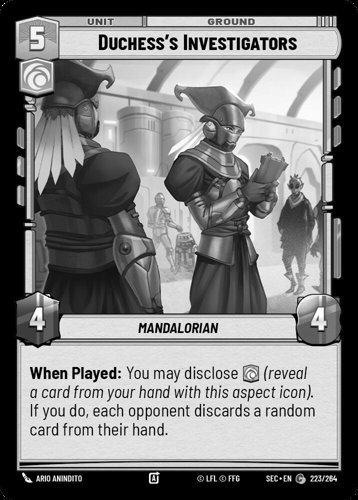 UNIT
GROUND
5
DUCHESS'S INVESTIGATORS
4
4
MANDALORIAN
When Played: You may disclose (reveal
a card from your hand with this aspect icon).
If you do, each opponent discards a random
card from their hand.
ARIO ANINDITO
© LFL © FFG
SEC • EN
223/264